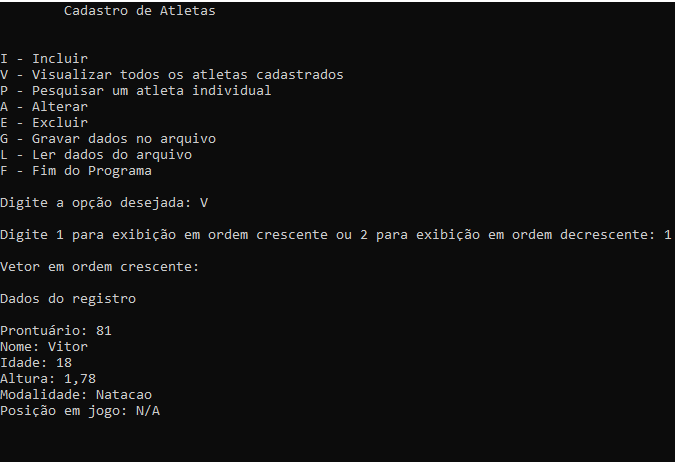 Cadastro de Atletas
I - Incluir
V - Visualizar todos os atletas cadastrados
P - Pesquisar um atleta individual
A - Alterar
E - Excluir
G - Gravar dados no arquivo
L - Ler dados do arquivo
F - Fim do Programa
Digite a opção desejada: V
Digite 1 para exibição em ordem crescente ou 2 para exibição em ordem decrescente: 1
Vetor em ordem crescente:
Dados do registro
Prontuário: 81
Nome: Vitor
Idade: 18
Altura: 1,78
Modalidade: Natacao
Posição em jogo: N/A